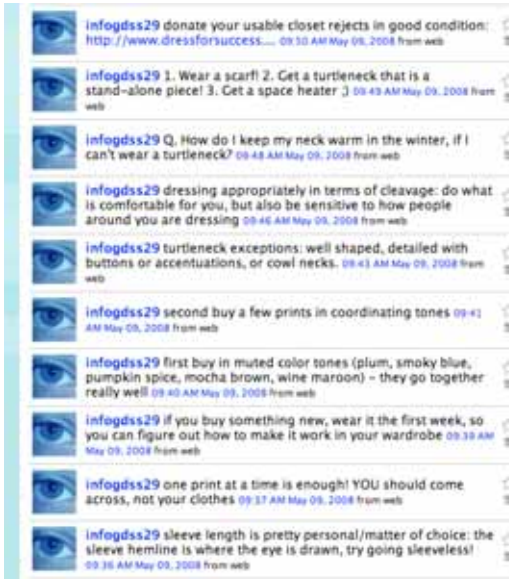 infogdss29 donate your usable closet rejects in good condition:
http://www.dressforsuccess.... 09:50 AM May 09, 2008 from web
infogdss29 1. Wear a scarf! 2. Get a turtleneck that is a
stand-alone piece! 3. Get a space heater ;) 09:49 AM May 09, 2008 from
web
infogdss29 Q. How do I keep my neck warm in the winter, if I
can't wear a turtleneck? 09:48 AM May 09, 2008 from web
infogdss29 dressing appropriately in terms of cleavage: do what
is comfortable for you, but also be sensitive to how people
around you are dressing 09:46 AM May 09, 2008 from web
infogdss29 turtleneck exceptions: well shaped, detailed with
buttons or accentuations, or cowl necks. 09:43 AM May 09, 2008 from
web
infogdss29 second buy a few prints in coordinating tones 09:41
AM May 09, 2008 from web
infogdss29 first buy in muted color tones (plum, smoky blue,
pumpkin spice, mocha brown, wine maroon) - they go together
really well 09:40 AM May 09, 2008 from web
infogdss29 if you buy something new, wear it the first week, so
you can figure out how to make it work in your wardrobe 09:39 AM
May 09, 2008 from web
infogdss29 one print at a time is enough! YOU should come
across, not your clothes 09:37 AM May 09, 2008 from web
infogdss29 sleeve length is pretty personal/matter of choice: the
sleeve hemline is where the eye is drawn, try going sleeveless!
09:36 AM May 09, 2008 from web